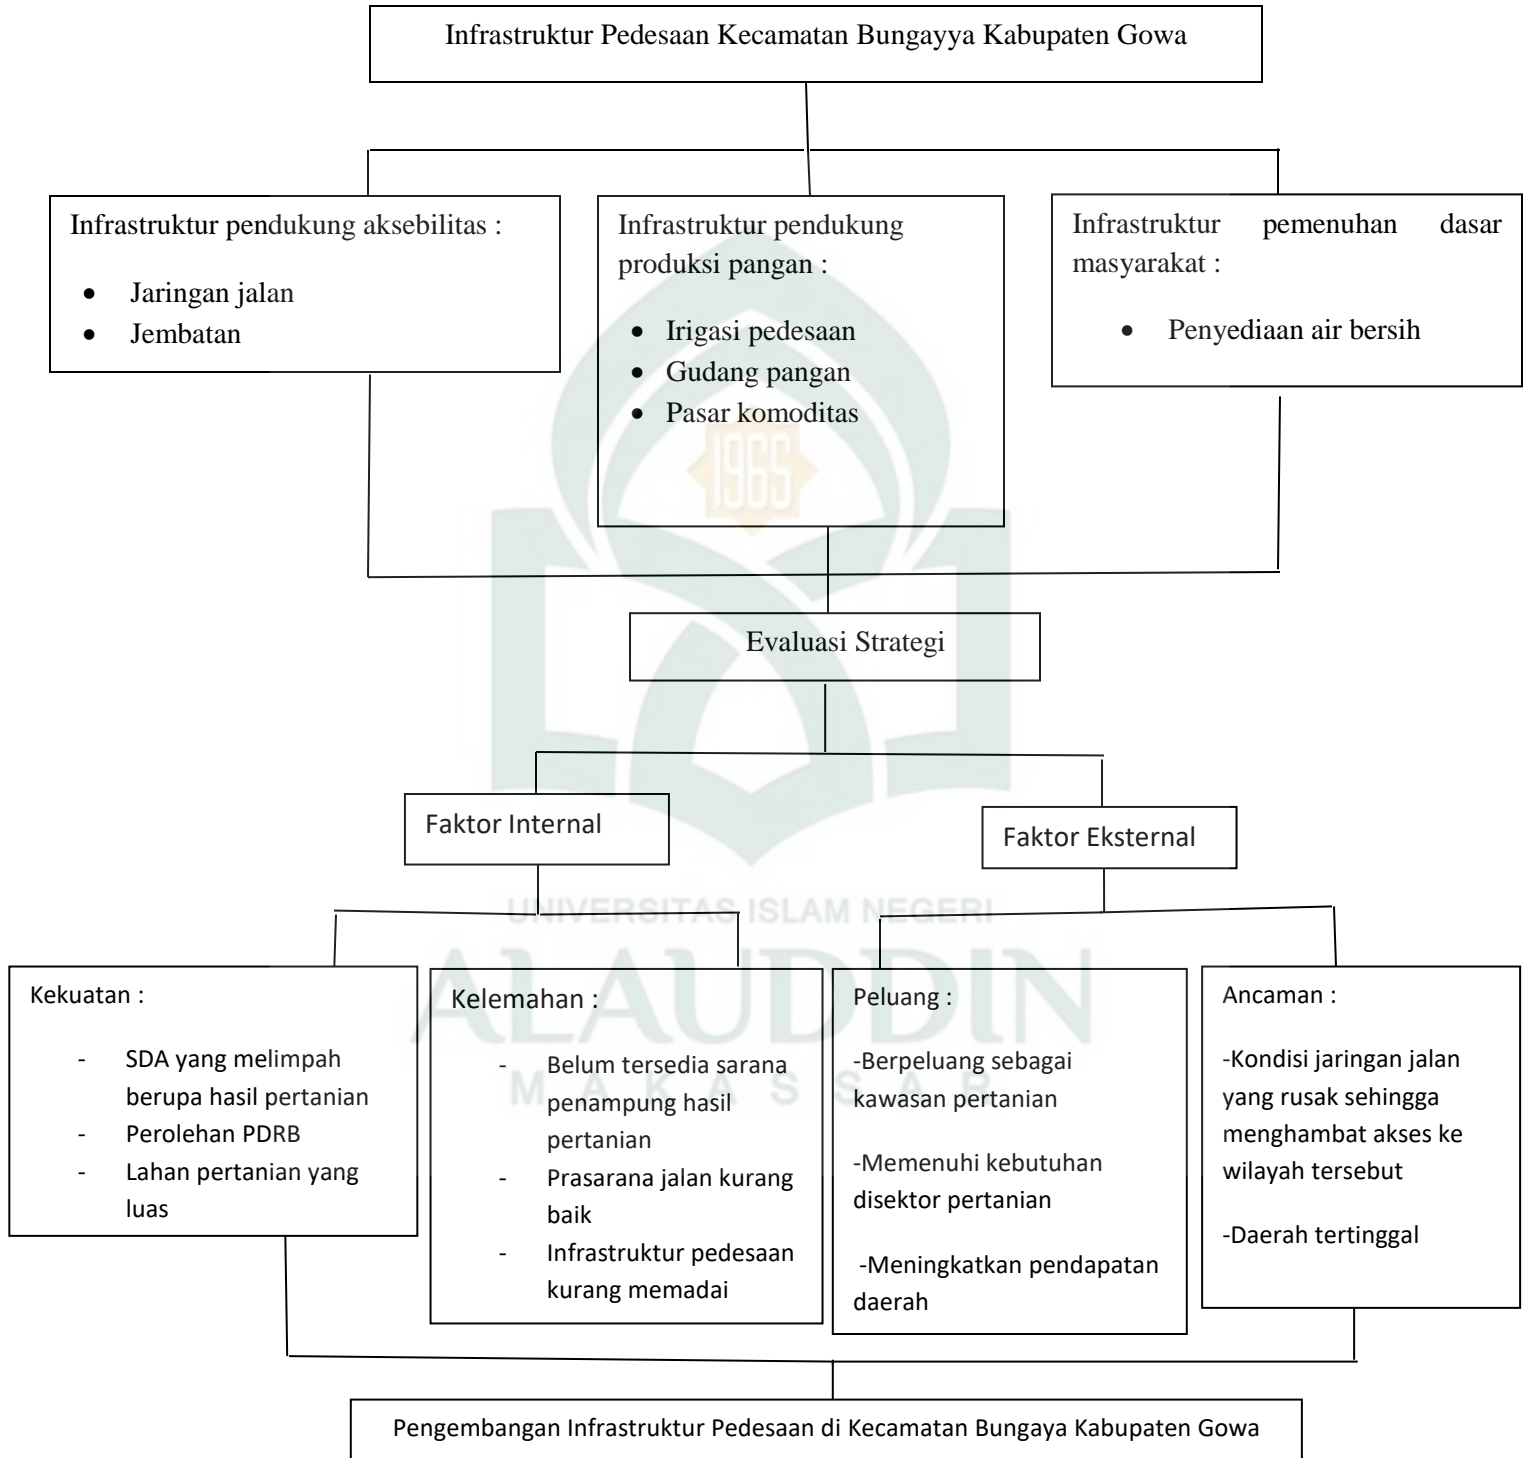 Infrastruktur Pedesaan Kecamatan Bungayya Kabupaten Gowa
Infrastruktur pendukung aksebilitas :
• Jaringan jalan
• Jembatan
Infrastruktur pendukung
produksi pangan :
• Irigasi pedesaan
• Gudang pangan
• Pasar komoditas
Infrastruktur pemenuhan dasar
masyarakat :
• Penyediaan air bersih
1965
Evaluasi Strategi
Faktor Internal
Faktor Eksternal
UNIVERSITAS ISLAM NEGERI
ALAUDDIN
MAKASSAR
Kekuatan :
- SDA yang melimpah
berupa hasil pertanian
- Perolehan PDRB
- Lahan pertanian yang
luas
Kelemahan :
- Belum tersedia sarana
penampung hasil
pertanian
- Prasarana jalan kurang
baik
- Infrastruktur pedesaan
kurang memadai
Peluang :
-Berpeluang sebagai
kawasan pertanian
-Memenuhi kebutuhan
disektor pertanian
-Meningkatkan pendapatan
daerah
Ancaman :
-Kondisi jaringan jalan
yang rusak sehingga
menghambat akses ke
wilayah tersebut
-Daerah tertinggal
Pengembangan Infrastruktur Pedesaan di Kecamatan Bungaya Kabupaten Gowa